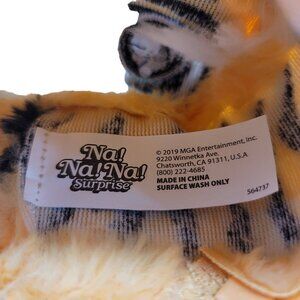 Na!
Na! Na!
Surprise™
© 2019 MGA Entertainment, Inc.
9220 Winnetka Ave.
Chatsworth, CA 91311, U.S.A
(800) 222-4685
MADE IN CHINA
SURFACE WASH ONLY
564737